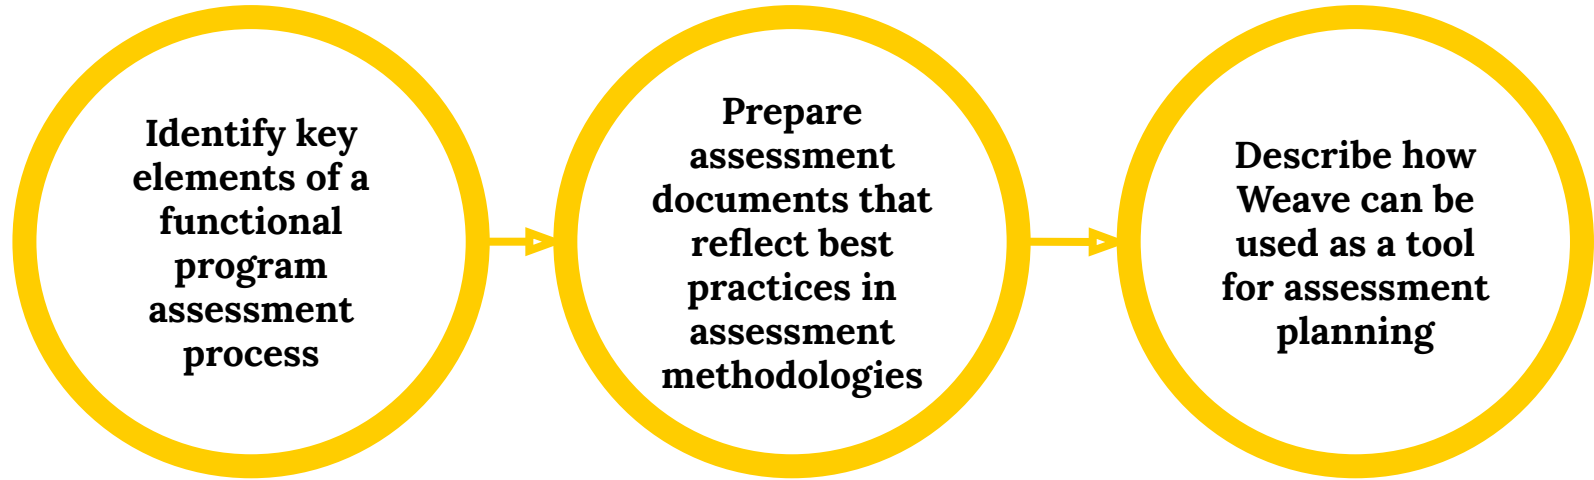 Identify key
elements of a
functional
program
assessment
process
Prepare
assessment
documents that
reflect best
practices in
assessment
methodologies
Describe how
Weave can be
used as a tool
for assessment
planning